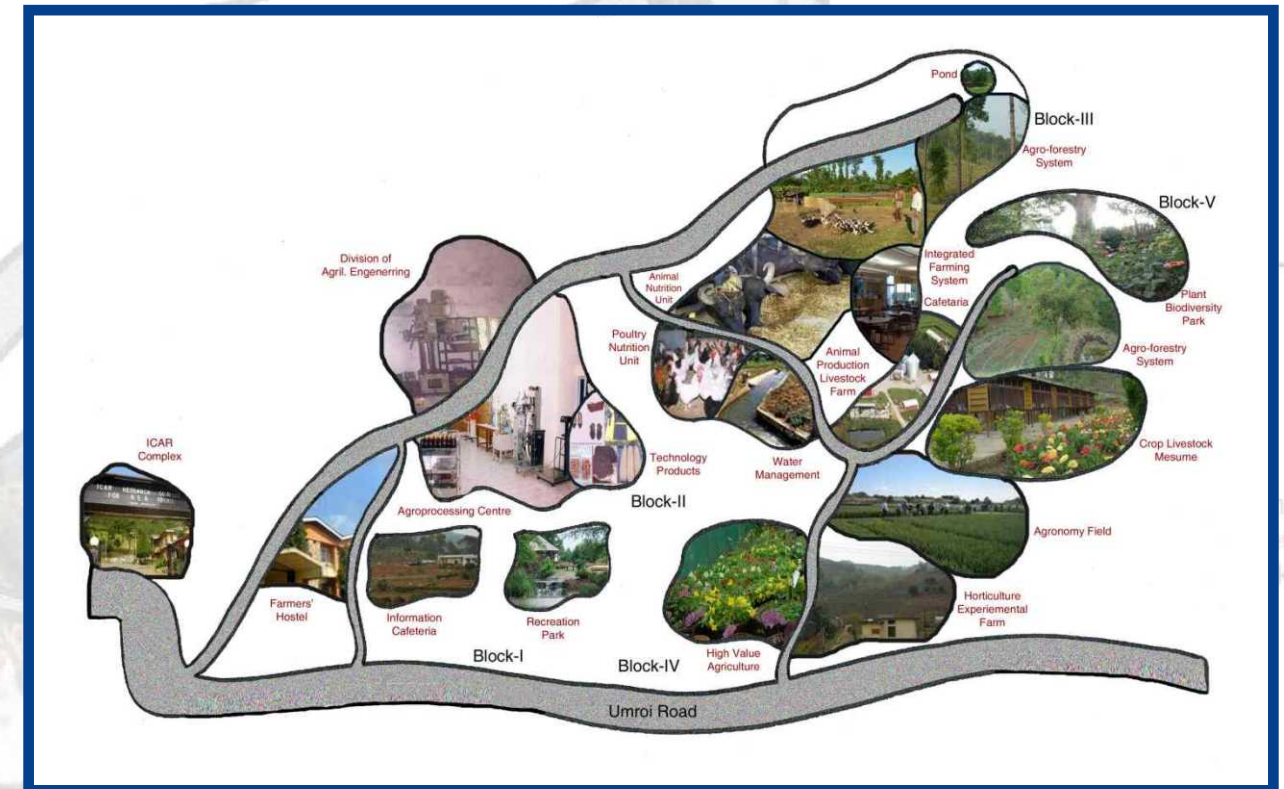 Pond
Block-III
Agro-forestry
System
Block-V
Division of
Agril. Engenerring
Animal
Nutrition
Unit
Integrated
Farming
System
Cafetaria
Plant
Biodiversity
Park
Poultry
Nutrition
Unit
Animal
Production
Livestock
Farm
Agro-forestry
System
ICAR
Complex
Technology
Products
Water
Management
Crop Livestock
Mesume
Block-II
Agroprocessing Centre
Agronomy Field
Farmers'
Hostel
Information
Cafeteria
Recreation
Park
Horticulture
Experiemental
Farm
Block-I
Block-IV
High Value
Agriculture
Umroi Road